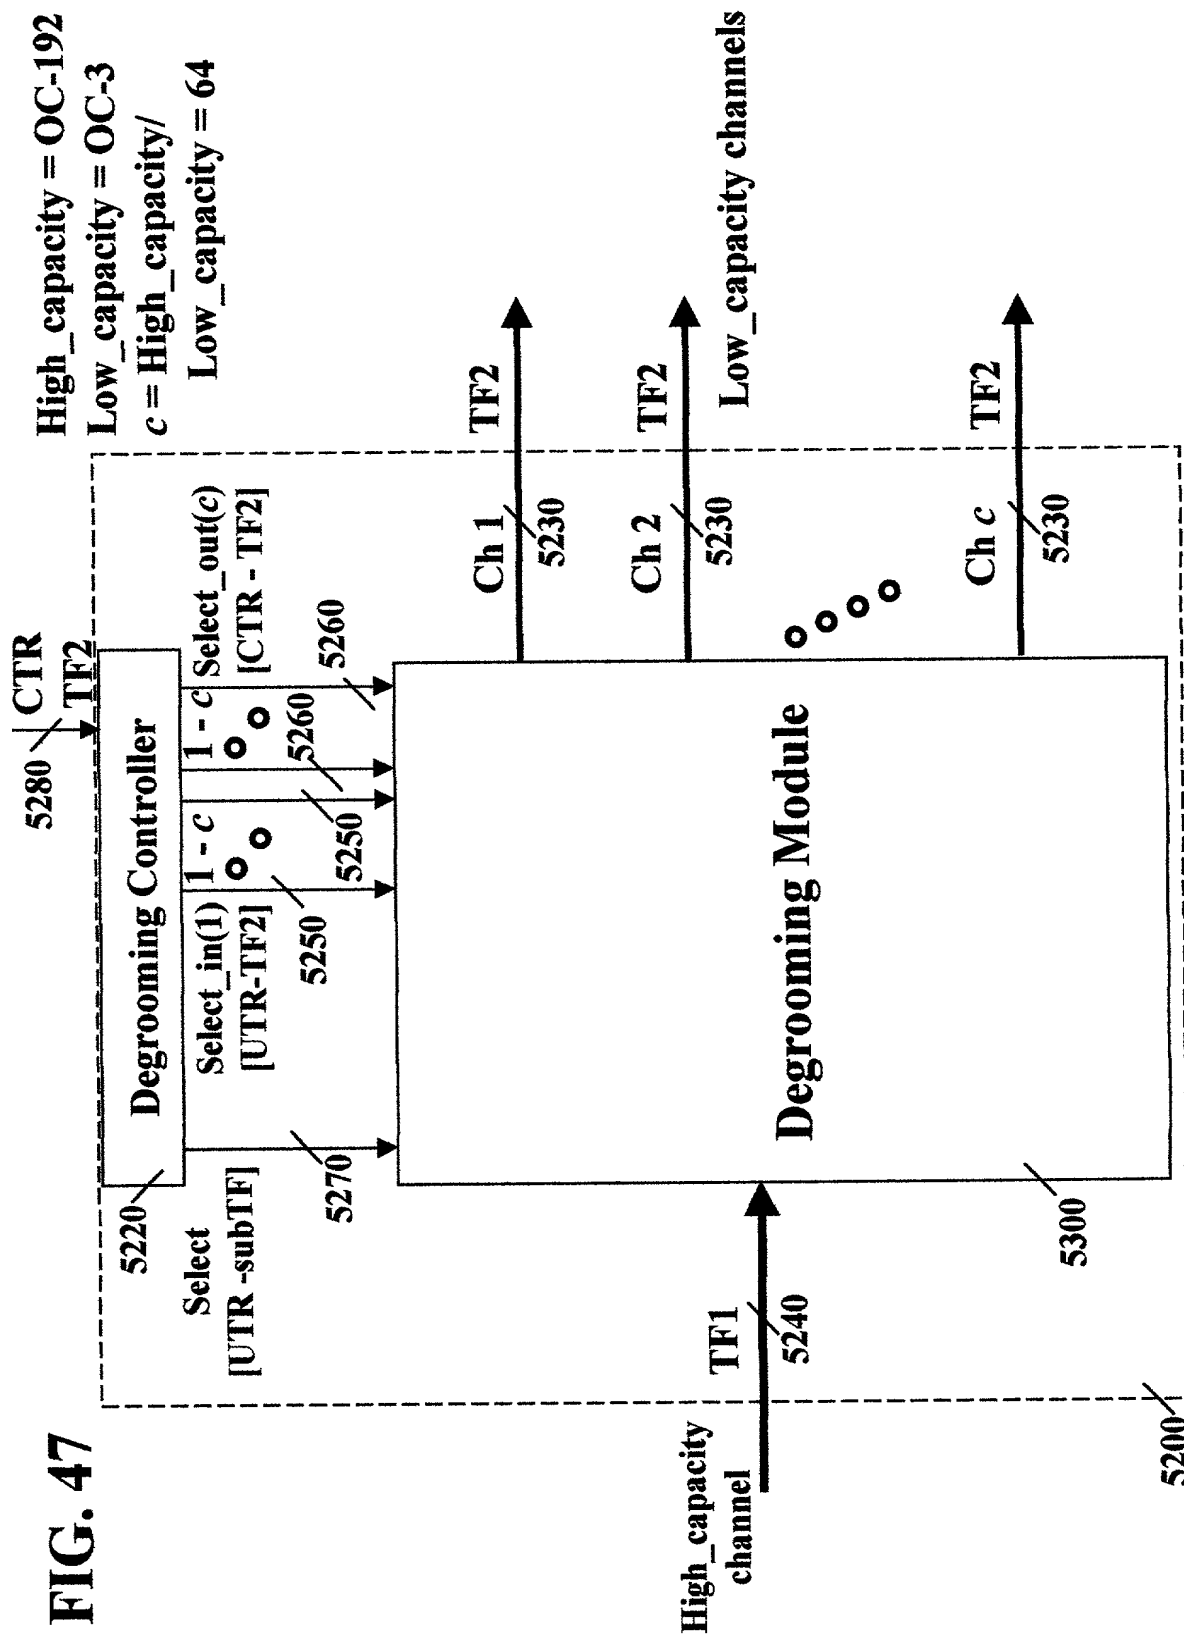 FIG. 47
High_capacity = OC-192
Low_capacity = OC-3
c = High_capacity/
Low_capacity = 64
CTR
TF2
5280
Degrooming Controller
5220
Select
[UTR -subTF]
5270
Select_in(1)
[UTR-TF2]
1 - c
5250
5250
1 - c
5260
Select_out(c)
[CTR - TF2]
5260
High_capacity
channel
TF1
5240
Degrooming Module
5300
Ch 1
5230
TF2
Ch 2
5230
TF2
Low_capacity channels
Ch c
5230
TF2
5200